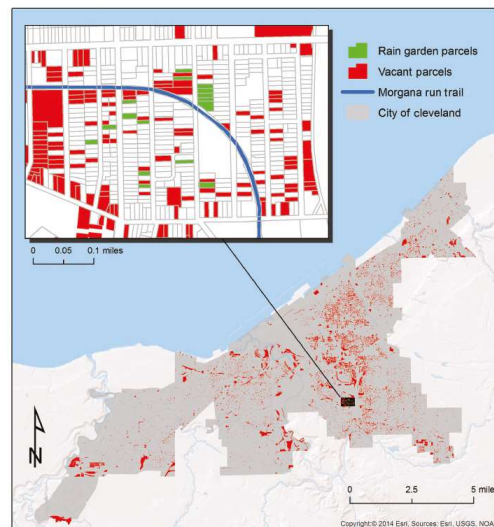 Rain garden parcels
Vacant parcels
Morgana run trail
City of cleveland
0 0.05 0.1 miles
N
0 2.5 5 mile
Copyright:© 2014 Esri, Sources: Esri, USGS, NOA